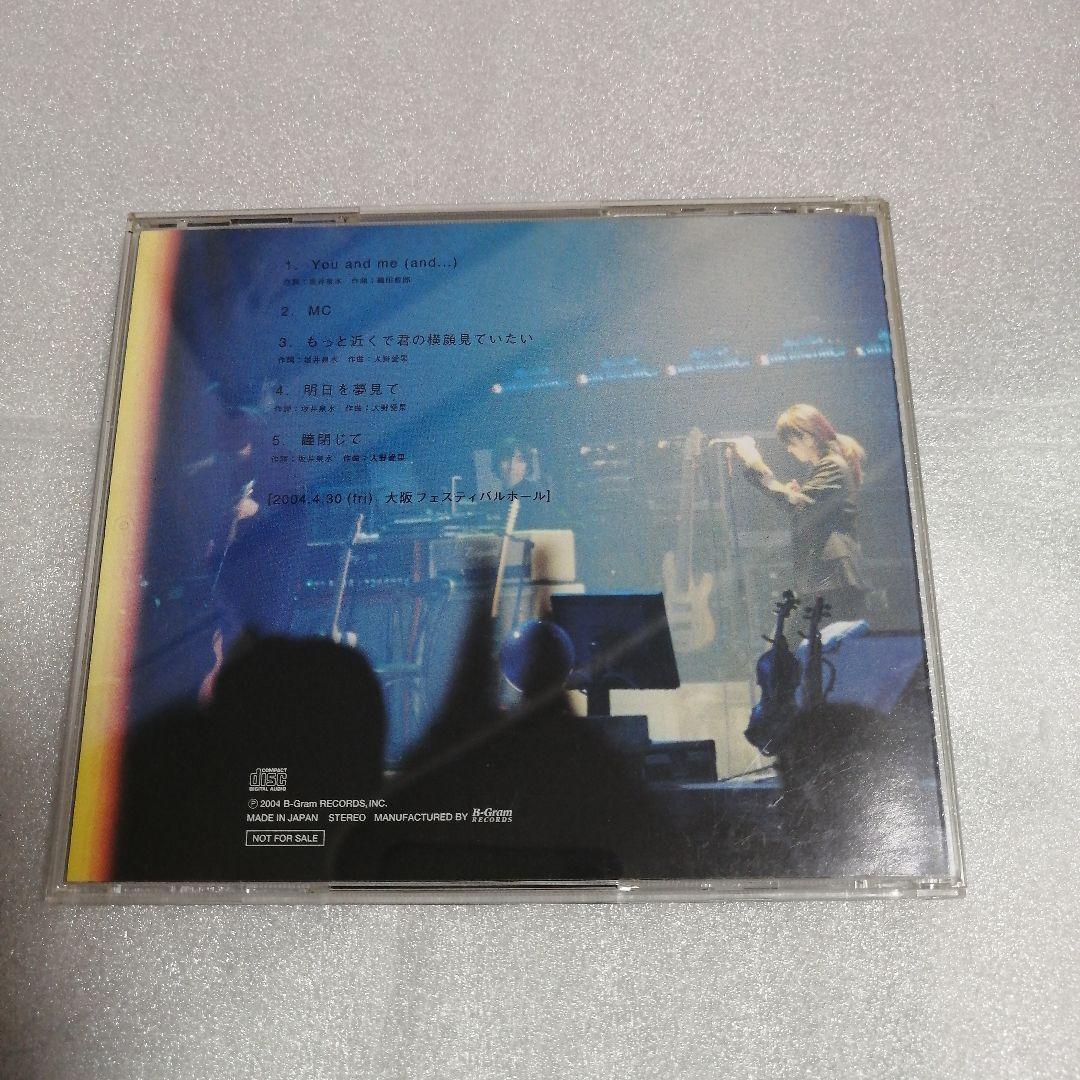 1. You and me (and...)
作詞：坂井泉水 作曲：織田哲郎
2. MC
3. もっと近くで君の横顔見ていたい
作詞：坂井泉水 作曲：大野愛果
4. 明日を夢見て
作詞：坂井泉水 作曲：大野愛果
5. 瞳閉じて
作詞：坂井泉水 作曲：大野愛果
[2004.4.30 (fri) 大阪フェスティバルホール]
COMPACT
disc
DIGITAL AUDIO
Ⓟ 2004 B-Gram RECORDS, INC.
MADE IN JAPAN STEREO MANUFACTURED BY B-Gram RECORDS
NOT FOR SALE